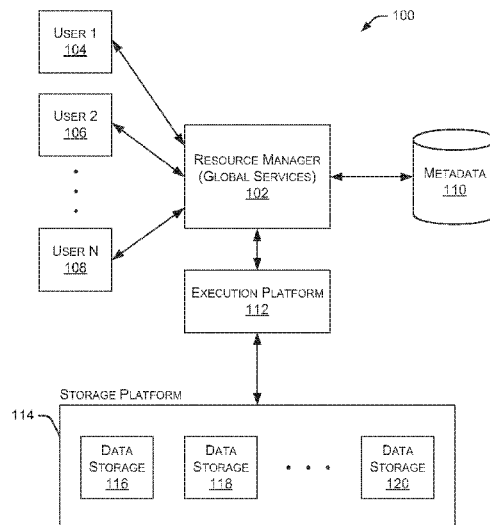 100
USER 1
104
USER 2
106
USER N
108
RESOURCE MANAGER
(GLOBAL SERVICES)
102
METADATA
110
EXECUTION PLATFORM
112
STORAGE PLATFORM
114
DATA
STORAGE
116
DATA
STORAGE
118
DATA
STORAGE
120